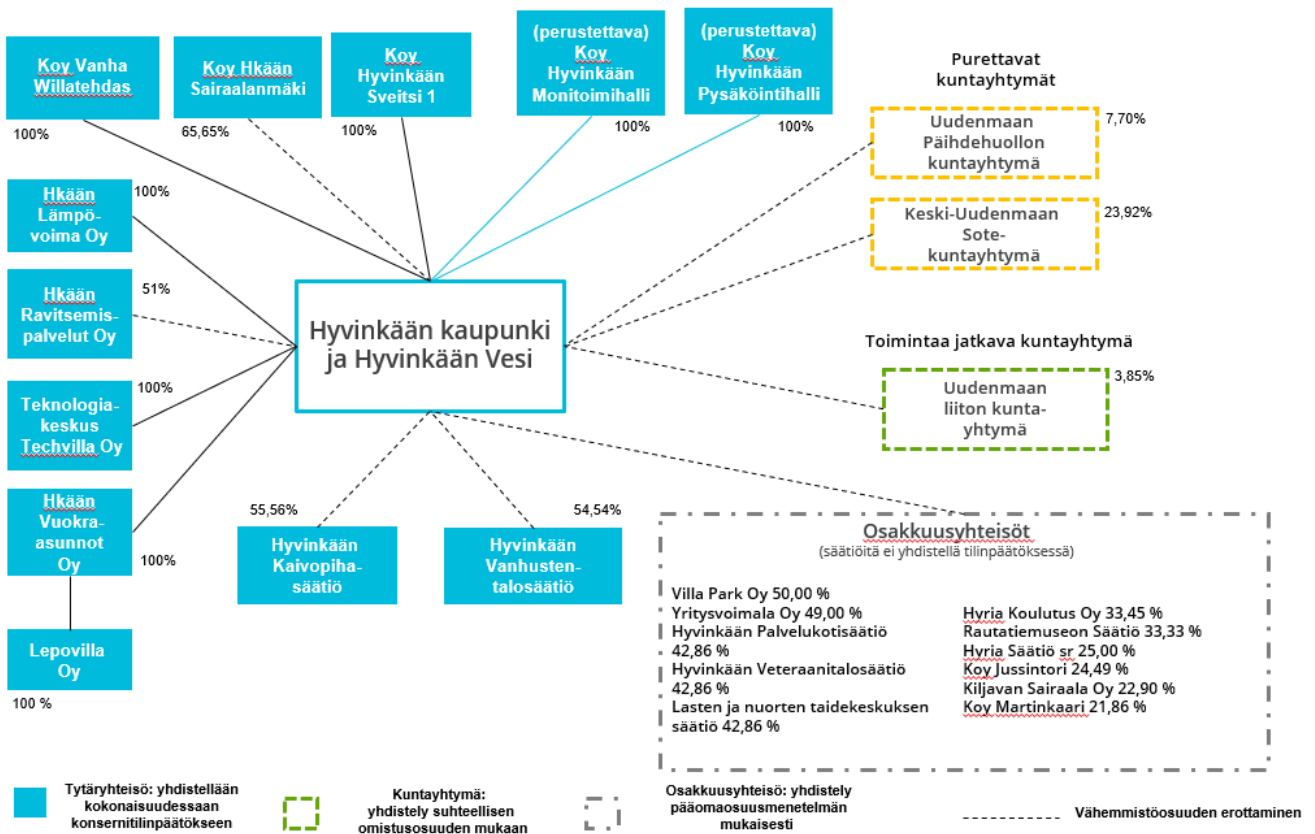 Koy Vanha
Willatehdas
100%
Koy Hkään
Sairaalanmäki
65,65%
Koy
Hyvinkään
Sveitsi 1
100%
(perustettava)
Koy
Hyvinkään
Monitoimihalli
100%
(perustettava)
Koy
Hyvinkään
Pysäköintihalli
100%
Purettavat
kuntayhtymät
Uudenmaan
Päihdehuollon
kuntayhtymä
7,70%
Keski-Uudenmaan
Sote-
kuntayhtymä
23,92%
Hkään
Lämpö-
voima Oy
100%
Hkään
Ravitsemis-
palvelut Oy
51%
Teknologia-
keskus
Techvilla Oy
100%
Hkään
Vuokra-
asunnot
Oy
100%
Lepovilla
Oy
100 %
Hyvinkään kaupunki
ja Hyvinkään Vesi
Toimintaa jatkava kuntayhtymä
Uudenmaan
liiton kunta-
yhtymä
3,85%
55,56%
Hyvinkään
Kaivopiha-
säätiö
54,54%
Hyvinkään
Vanhusten-
talosäätiö
Osakkuusyhteisöt
(säätiöitä ei yhdistellä tilinpäätöksessä)
Villa Park Oy 50,00 %
Yritysvoimala Oy 49,00 %
Hyvinkään Palvelukotisäätiö
42,86 %
Hyvinkään Veteraanitalosäätiö
42,86 %
Lasten ja nuorten taidekeskuksen
säätiö 42,86 %
Hyria Koulutus Oy 33,45 %
Rautatiemuseon Säätiö 33,33 %
Hyria Säätiö sr 25,00 %
Koy Jussintori 24,49 %
Kiljavan Sairaala Oy 22,90 %
Koy Martinkaari 21,86 %
Tytäryhteisö: yhdistellään
kokonaisuudessaan
konsernitilinpäätökseen
Kuntayhtymä:
yhdistely suhteellisen
omistusosuuden mukaan
Osakkuusyhteisö: yhdistely
pääomaosuusmenetelmän
mukaisesti
Vähemmistöosuuden erottaminen